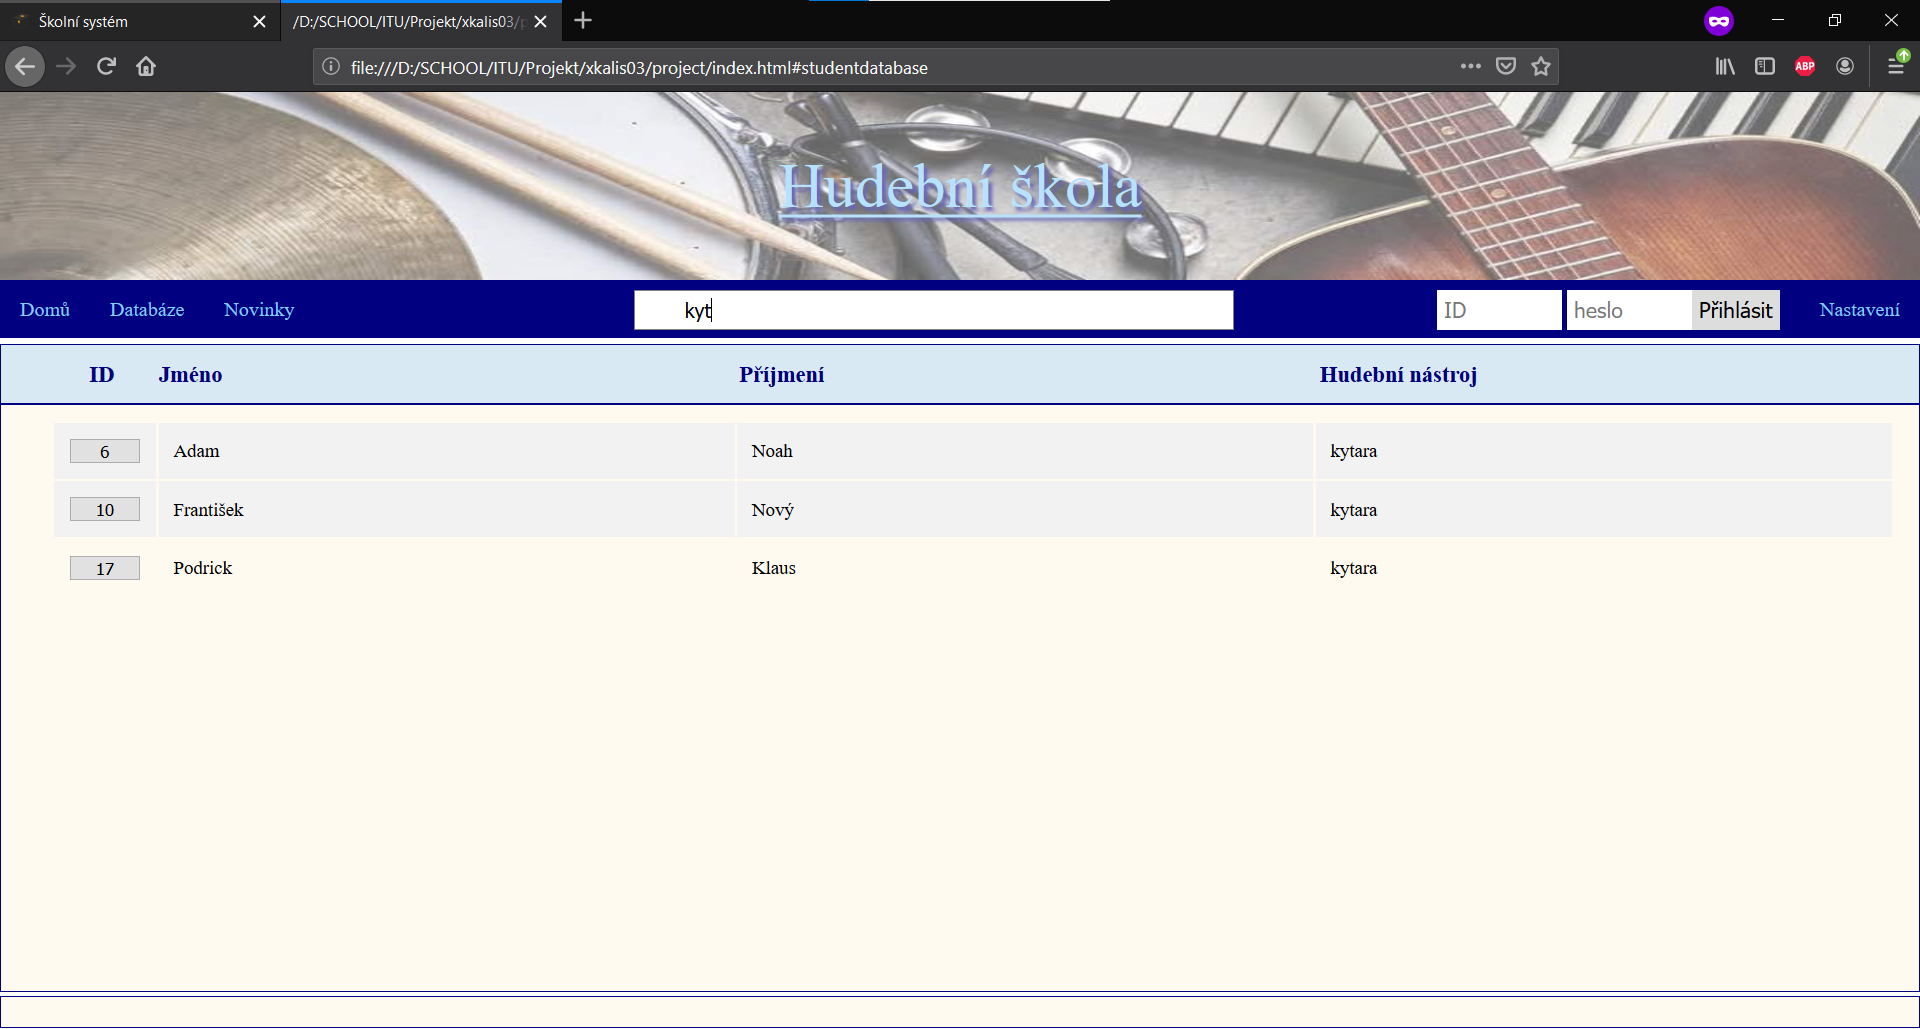 Školní systém
/D:/SCHOOL/ITU/Projekt/xkalis03/p
file:///D:/SCHOOL/ITU/Projekt/xkalis03/project/index.html#studentdatabase
ABP
Hudební škola
Domů Databáze Novinky kyt ID heslo Přihlásit Nastavení
ID Jméno Příjmení Hudební nástroj
6 Adam Noah kytara
10 František Nový kytara
17 Podrick Klaus kytara